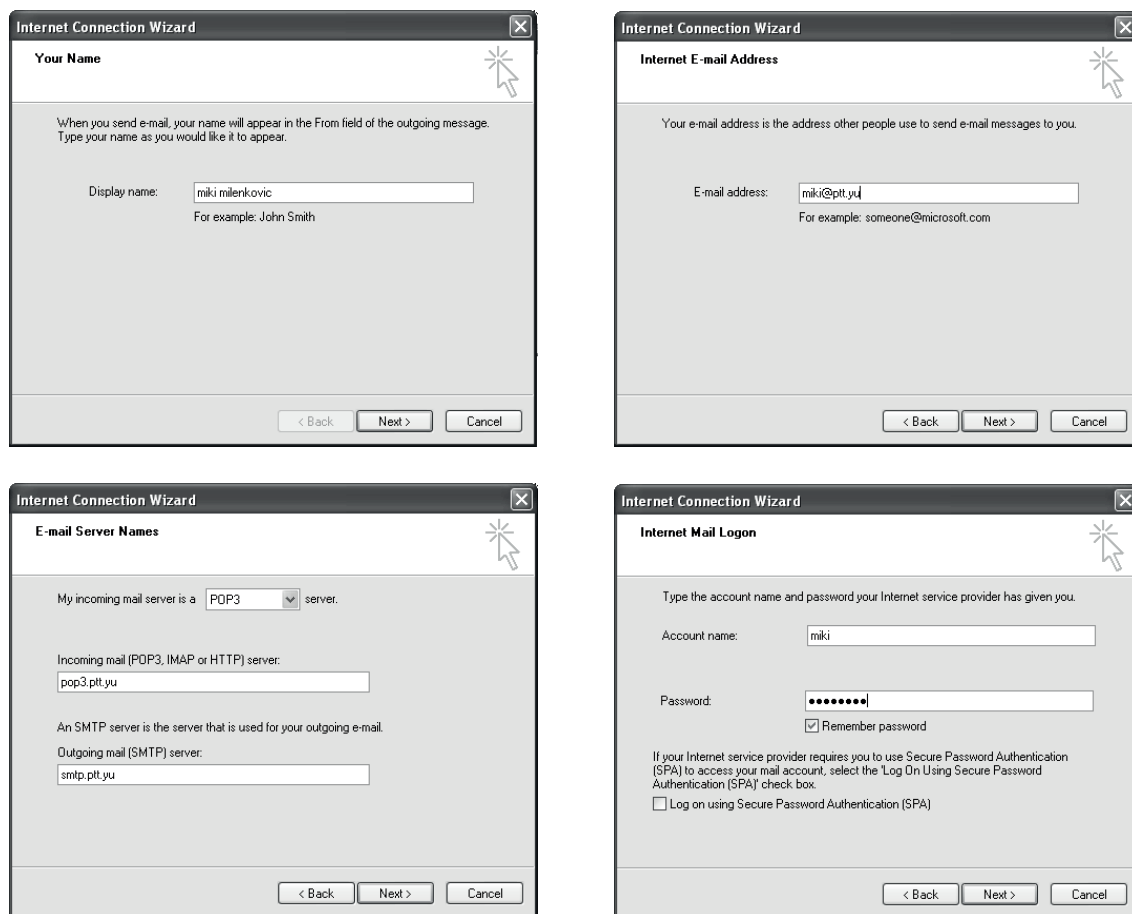 Internet Connection Wizard
Your Name
When you send e-mail, your name will appear in the From field of the outgoing message.
Type your name as you would like it to appear.
Display name: miki milenkovic
For example: John Smith
< Back Next > Cancel
Internet Connection Wizard
Internet E-mail Address
Your e-mail address is the address other people use to send e-mail messages to you.
E-mail address: miki@ptt.yu
For example: someone@microsoft.com
< Back Next > Cancel
Internet Connection Wizard
E-mail Server Names
My incoming mail server is a POP3 server.
Incoming mail (POP3, IMAP or HTTP) server:
pop3.ptt.yu
An SMTP server is the server that is used for your outgoing e-mail.
Outgoing mail (SMTP) server:
smtp.ptt.yu
< Back Next > Cancel
Internet Connection Wizard
Internet Mail Logon
Type the account name and password your Internet service provider has given you.
Account name: miki
Password: ••••••••
Remember password
If your Internet service provider requires you to use Secure Password Authentication
(SPA) to access your mail account, select the 'Log On Using Secure Password
Authentication (SPA)' check box.
Log on using Secure Password Authentication (SPA)
< Back Next > Cancel